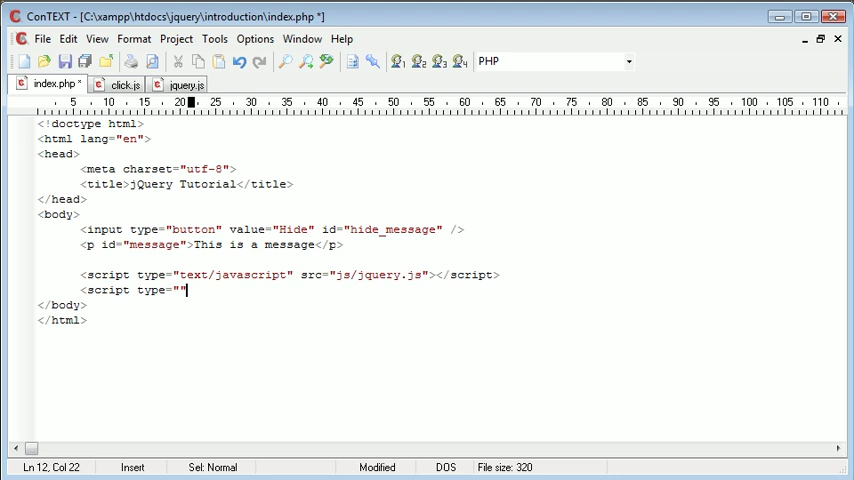 ConTEXT - [C:\xampp\htdocs\jquery\introduction\index.php *]
File Edit View Format Project Tools Options Window Help
1 2 3 4 PHP
index.php * click.js jquery.js
5 10 15 20 25 30 35 40 45 50 55 60 65 70 75 80 85 90 95 100 110
<!doctype html>
<html lang="en">
<head>
<meta charset="utf-8">
<title>jQuery Tutorial</title>
</head>
<body>
<input type="button" value="Hide" id="hide_message" />
<p id="message">This is a message</p>
<script type="text/javascript" src="js/jquery.js"></script>
<script type=""
</body>
</html>
Ln 12, Col 22 Insert Sel: Normal Modified DOS File size: 320